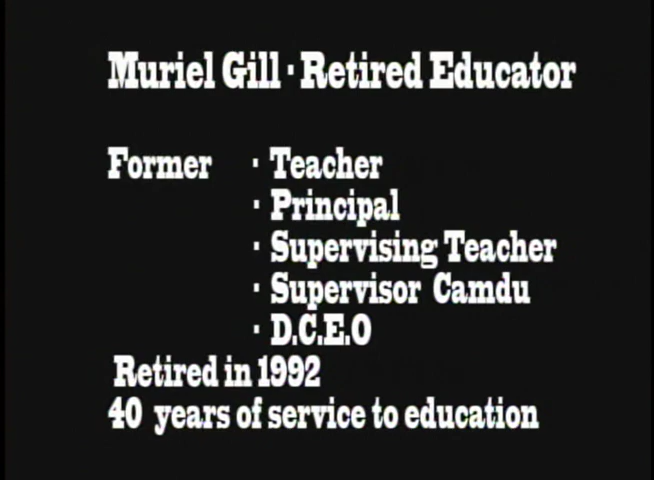 Muriel Gill · Retired Educator
Former · Teacher
· Principal
· Supervising Teacher
· Supervisor Camdu
· D.C.E.O
Retired in 1992
40 years of service to education